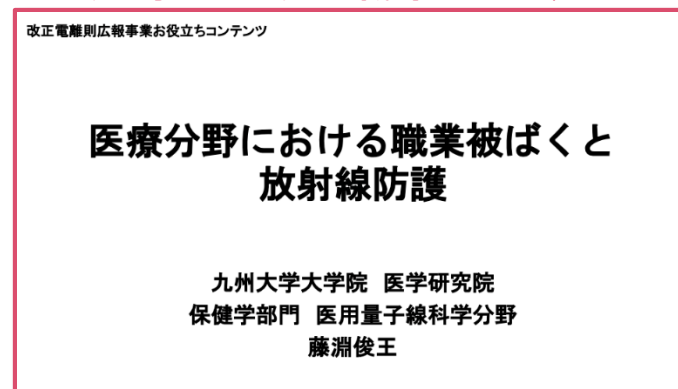 改正電離則広報事業お役立ちコンテンツ
医療分野における職業被ばくと
放射線防護
九州大学大学院 医学研究院
保健学部門 医用量子線科学分野
藤淵俊王